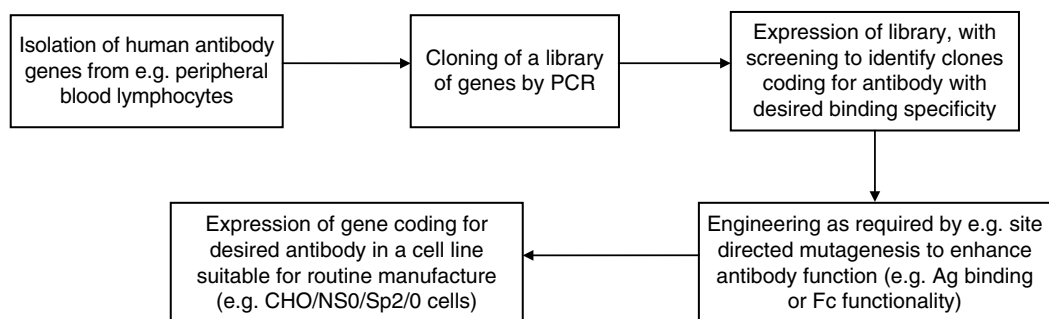 Isolation of human antibody
genes from e.g. peripheral
blood lymphocytes
Cloning of a library
of genes by PCR
Expression of library, with
screening to identify clones
coding for antibody with
desired binding specificity
Engineering as required by e.g. site
directed mutagenesis to enhance
antibody function (e.g. Ag binding
or Fc functionality)
Expression of gene coding for
desired antibody in a cell line
suitable for routine manufacture
(e.g. CHO/NS0/Sp2/0 cells)